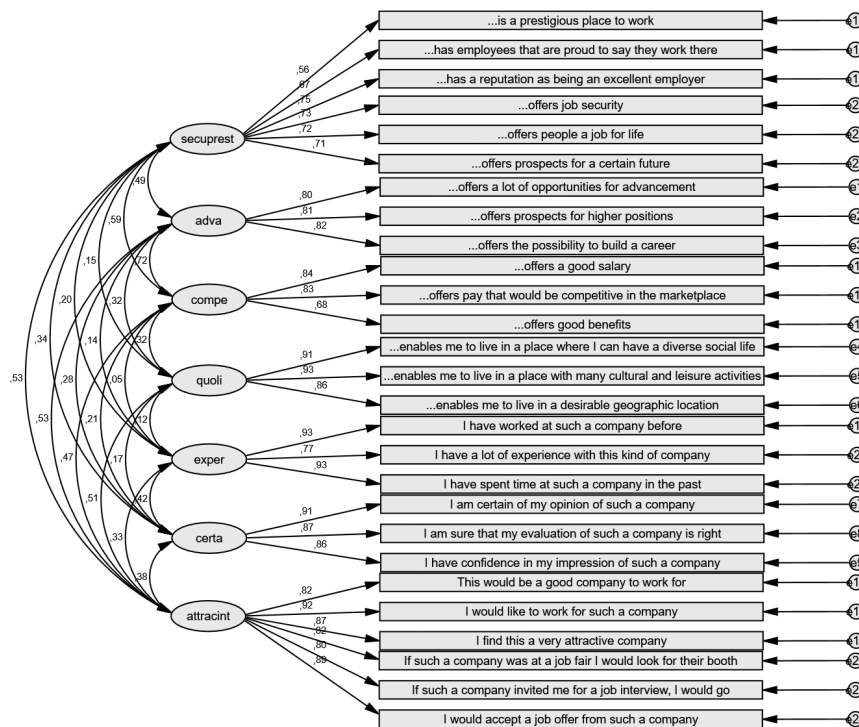 ...is a prestigious place to work
...has employees that are proud to say they work there
...has a reputation as being an excellent employer
...offers job security
...offers people a job for life
...offers prospects for a certain future
...offers a lot of opportunities for advancement
...offers prospects for higher positions
...offers the possibility to build a career
...offers a good salary
...offers pay that would be competitive in the marketplace
...offers good benefits
...enables me to live in a place where I can have a diverse social life
...enables me to live in a place with many cultural and leisure activities
...enables me to live in a desirable geographic location
I have worked at such a company before
I have a lot of experience with this kind of company
I have spent time at such a company in the past
I am certain of my opinion of such a company
I am sure that my evaluation of such a company is right
I have confidence in my impression of such a company
This would be a good company to work for
I would like to work for such a company
I find this a very attractive company
If such a company was at a job fair I would look for their booth
If such a company invited me for a job interview, I would go
I would accept a job offer from such a company
secuprest
adva
compe
quoli
exper
certa
attracint
,56
,67
,75
,73
,72
,71
,80
,81
,82
,84
,83
,68
,91
,93
,86
,93
,77
,93
,91
,87
,86
,82
,92
,87
,82
,80
,89
,49
,59
,72
,15
,32
,32
,20
,14
,05
,12
,34
,28
,21
,17
,42
,53
,53
,47
,51
,33
,38